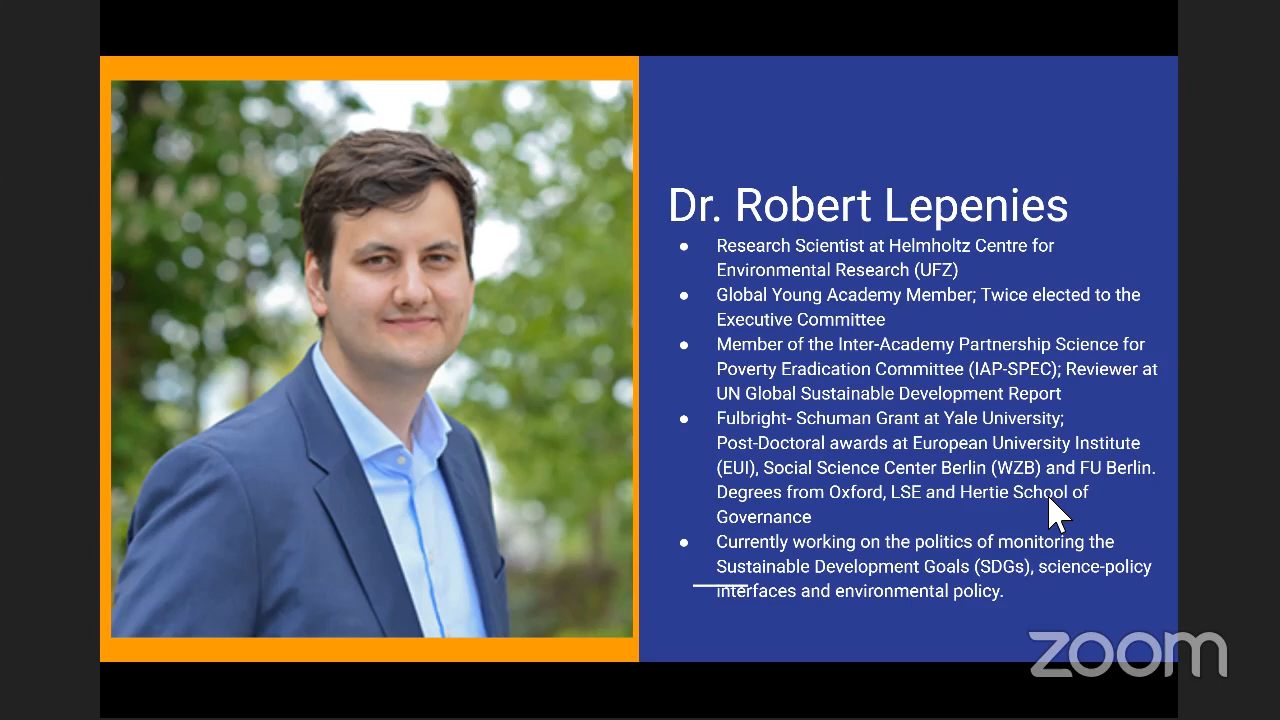 Dr. Robert Lepenies
● Research Scientist at Helmholtz Centre for
Environmental Research (UFZ)
● Global Young Academy Member; Twice elected to the
Executive Committee
● Member of the Inter-Academy Partnership Science for
Poverty Eradication Committee (IAP-SPEC); Reviewer at
UN Global Sustainable Development Report
● Fulbright- Schuman Grant at Yale University;
Post-Doctoral awards at European University Institute
(EUI), Social Science Center Berlin (WZB) and FU Berlin.
Degrees from Oxford, LSE and Hertie School of
Governance
● Currently working on the politics of monitoring the
Sustainable Development Goals (SDGs), science-policy
interfaces and environmental policy.
zoom